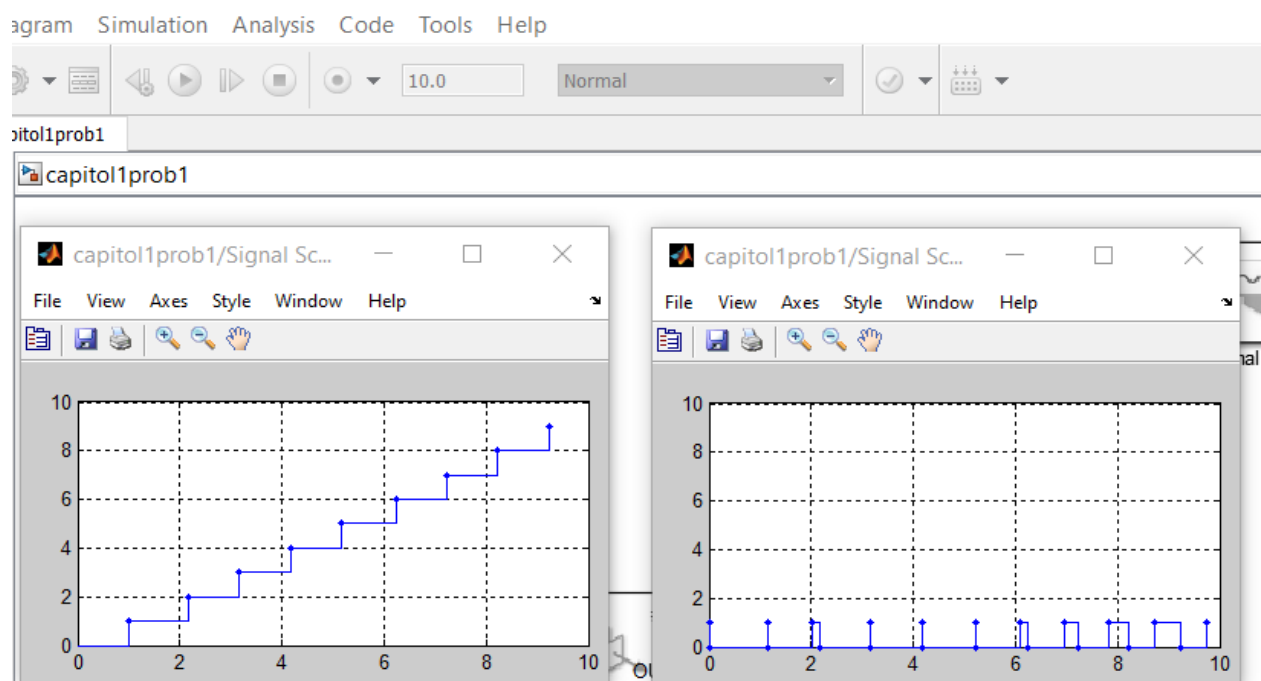 agram Simulation Analysis Code Tools Help
10.0 Normal
pitol1prob1
capitol1prob1
capitol1prob1/Signal Sc...
File View Axes Style Window Help
10
8
6
4
2
0
0 2 4 6 8 10
capitol1prob1/Signal Sc...
File View Axes Style Window Help
10
8
6
4
2
0
0 2 4 6 8 10
nal